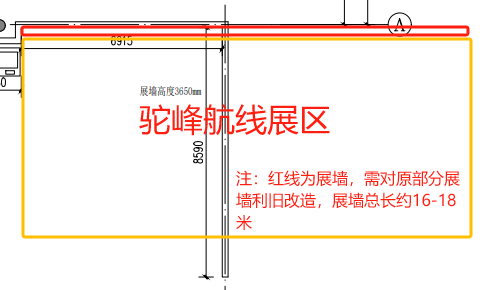 A
6915
展墙高度3650mm
驼峰航线展区
8590
注：红线为展墙，需对原部分展
墙利旧改造，展墙总长约16-18
米